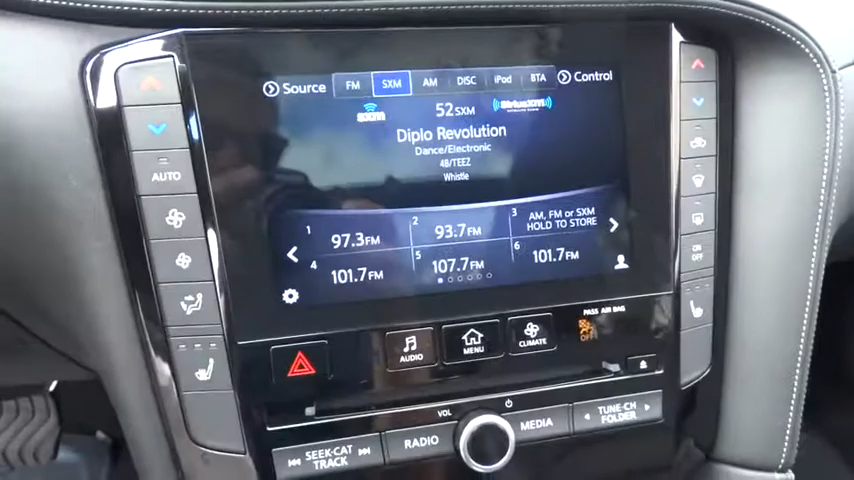 Source FM SXM AM DISC iPod BTA Control
sxm 52 SXM SiriusXM
Diplo Revolution
Dance/Electronic
48/TEEZ
Whistle
1 97.3FM 2 93.7FM 3 AM, FM or SXM
HOLD TO STORE
4 101.7FM 5 107.7FM 6 101.7FM
AUTO
ON
OFF
PASS AIR BAG
OFF
AUDIO MENU CLIMATE
VOL
SEEK·CAT
TRACK
RADIO MEDIA
TUNE·CH
FOLDER